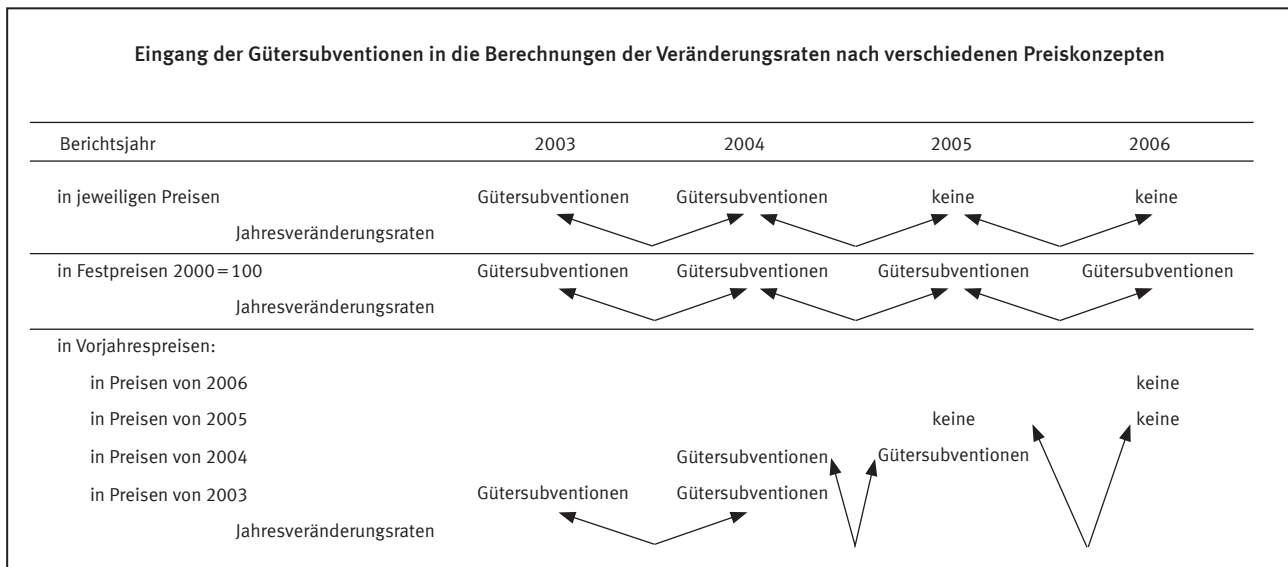 Eingang der Gütersubventionen in die Berechnungen der Veränderungsraten nach verschiedenen Preiskonzepten
Berichtsjahr 2003 2004 2005 2006
in jeweiligen Preisen Gütersubventionen Gütersubventionen keine keine
Jahresveränderungsraten
in Festpreisen 2000=100 Gütersubventionen Gütersubventionen Gütersubventionen Gütersubventionen
Jahresveränderungsraten
in Vorjahrespreisen:
in Preisen von 2006 keine
in Preisen von 2005 keine keine
in Preisen von 2004 Gütersubventionen Gütersubventionen
in Preisen von 2003 Gütersubventionen Gütersubventionen
Jahresveränderungsraten